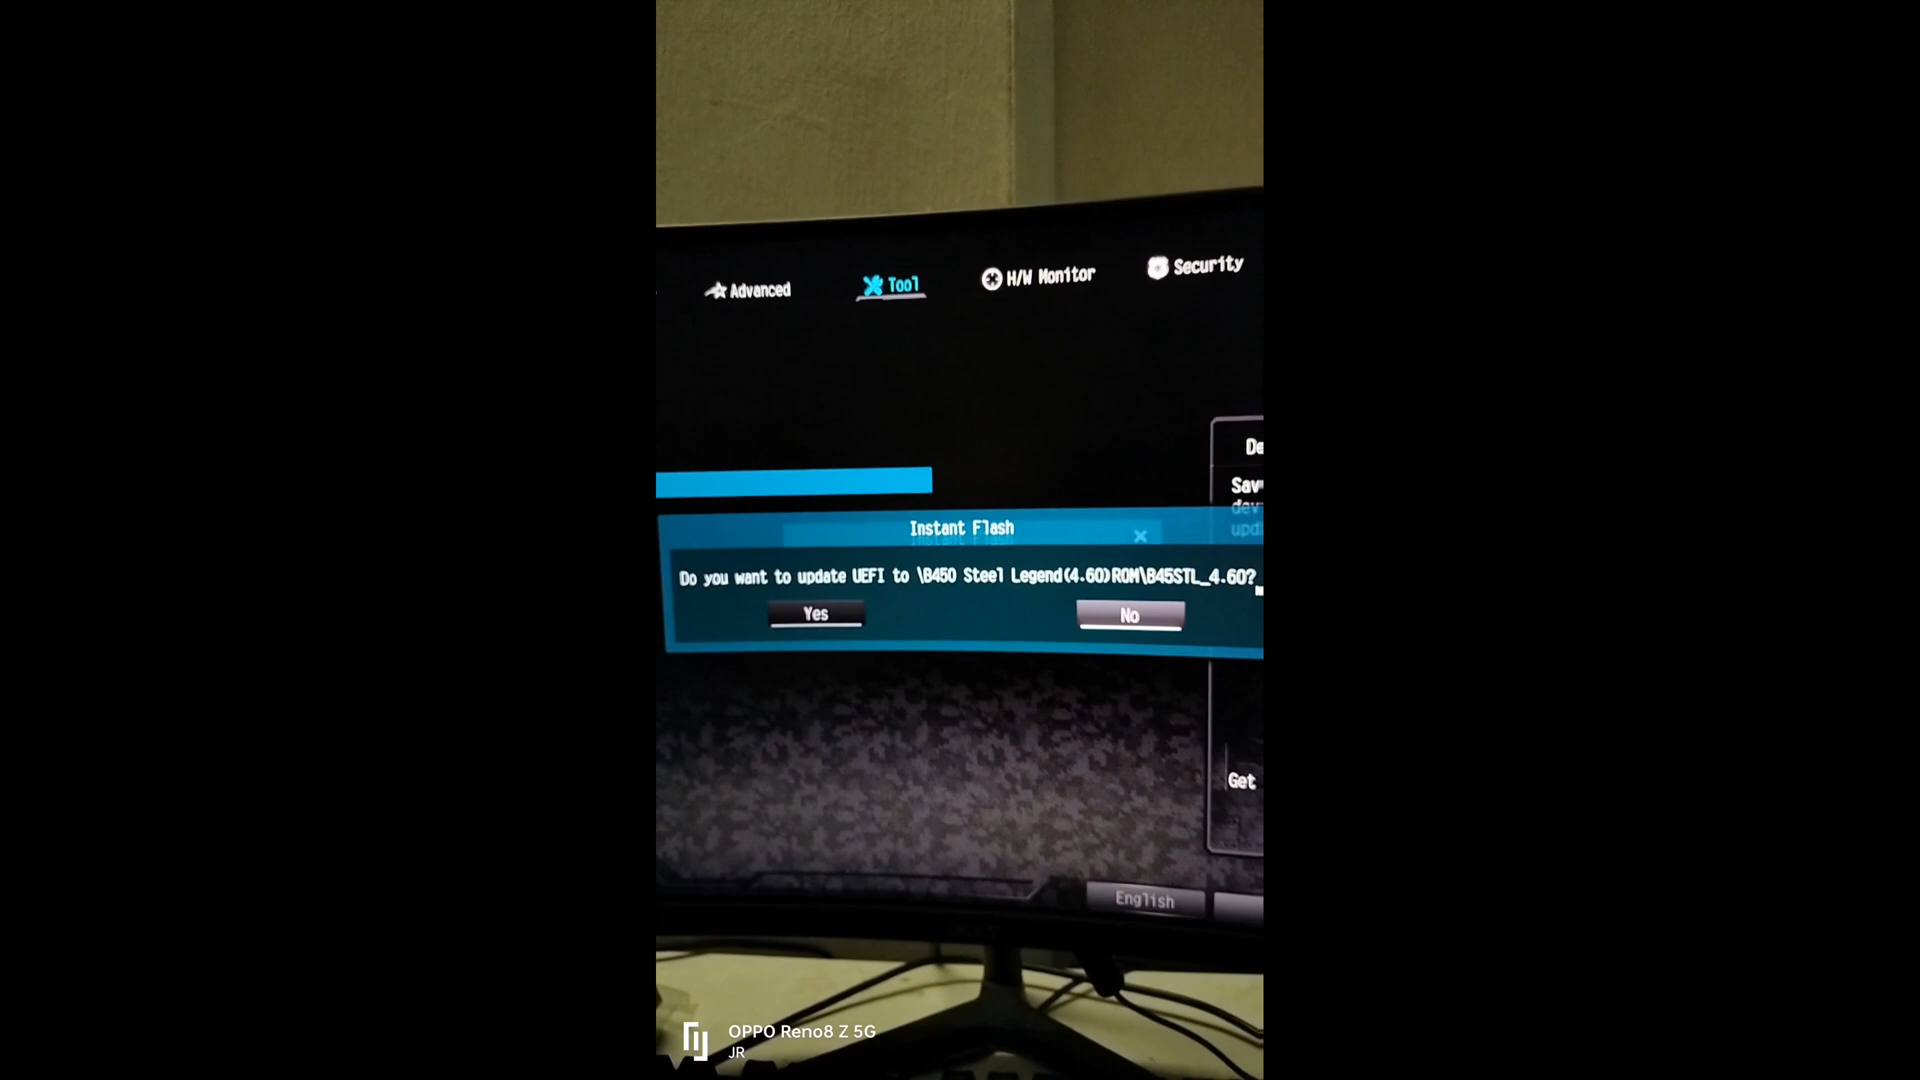 Advanced
Tool
H/W Monitor
Security
Instant Flash
Do you want to update UEFI to \B450 Steel Legend(4.60)ROM\B45STL_4.60?
Yes
No
Get
English
OPPO Reno8 Z 5G
JR